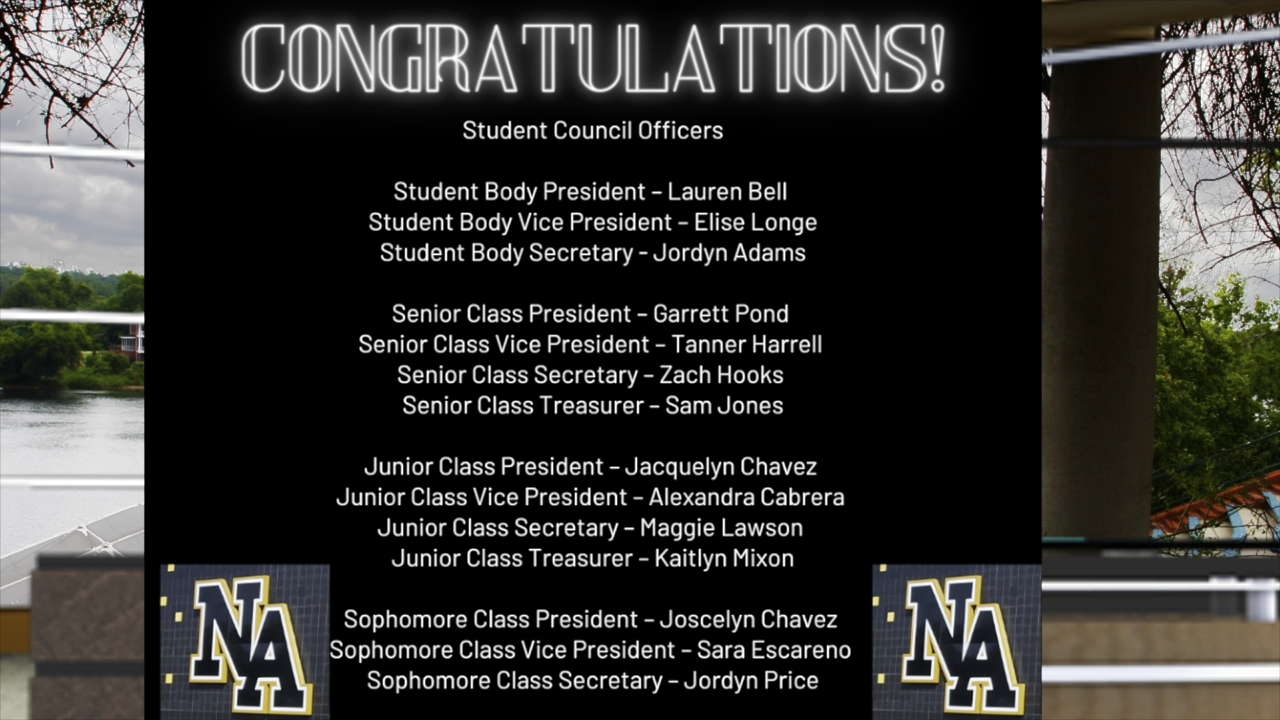 CONGRATULATIONS!
Student Council Officers
Student Body President – Lauren Bell
Student Body Vice President – Elise Longe
Student Body Secretary - Jordyn Adams
Senior Class President – Garrett Pond
Senior Class Vice President – Tanner Harrell
Senior Class Secretary – Zach Hooks
Senior Class Treasurer – Sam Jones
Junior Class President – Jacquelyn Chavez
Junior Class Vice President – Alexandra Cabrera
Junior Class Secretary – Maggie Lawson
Junior Class Treasurer – Kaitlyn Mixon
Sophomore Class President – Joscelyn Chavez
Sophomore Class Vice President – Sara Escareno
Sophomore Class Secretary – Jordyn Price
NA
NA